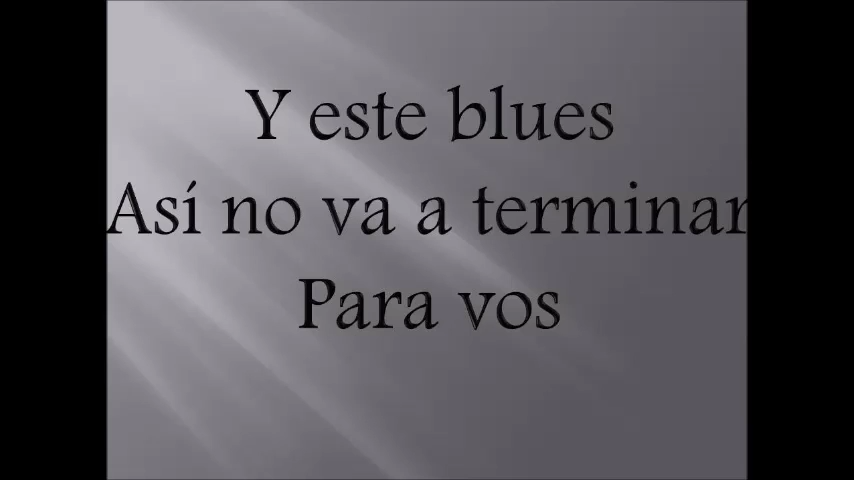 Y este blues
Así no va a terminar
Para vos